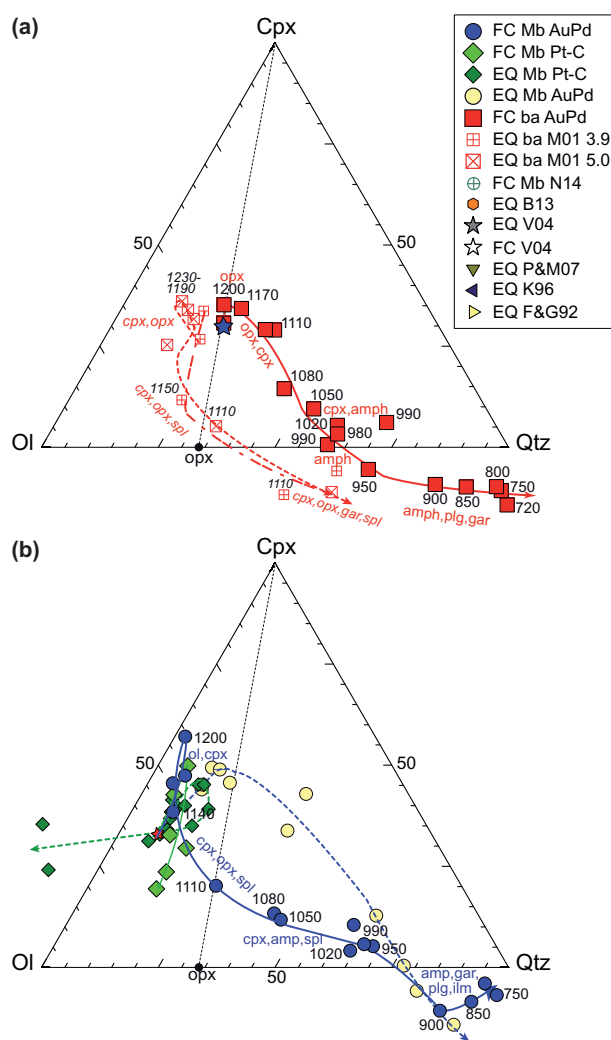 (a)
Cpx
FC Mb AuPd
FC Mb Pt-C
EQ Mb Pt-C
EQ Mb AuPd
FC ba AuPd
EQ ba M01 3.9
EQ ba M01 5.0
FC Mb N14
EQ B13
EQ V04
FC V04
EQ P&M07
EQ K96
EQ F&G92
50
50
1230-
1190
opx
1200
1170
cpx,opx
opx,cpx
1110
1080
1150
1050
cpx,opx,spl
1110
cpx,amph
990
1020
980
990
Ol
opx
Qtz
amph
950
1110
cpx,opx,gar,spl
900
850
800
750
720
amph,plg,gar
(b)
Cpx
1200
50
ol,cpx
50
1140
cpx,opx,spl
1110
1080
1050
cpx,amp,spl
990
1020
950
Ol
opx
50
amp,gar,
plg,ilm
Qtz
900
850
750